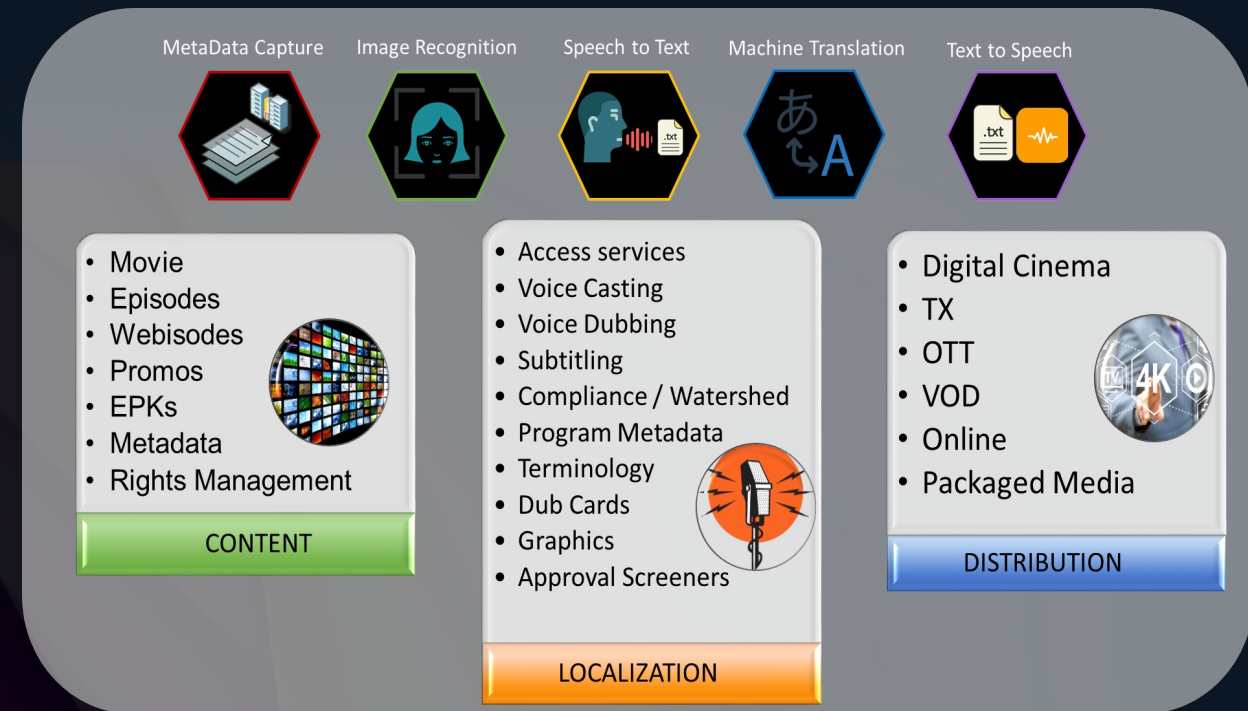 MetaData Capture
Image Recognition
Speech to Text
Machine Translation
Text to Speech
.txt
あ
A
.txt
• Movie
• Episodes
• Webisodes
• Promos
• EPKs
• Metadata
• Rights Management
CONTENT
• Access services
• Voice Casting
• Voice Dubbing
• Subtitling
• Compliance / Watershed
• Program Metadata
• Terminology
• Dub Cards
• Graphics
• Approval Screeners
LOCALIZATION
• Digital Cinema
• TX
• OTT
• VOD
• Online
• Packaged Media
TV
4K
DISTRIBUTION